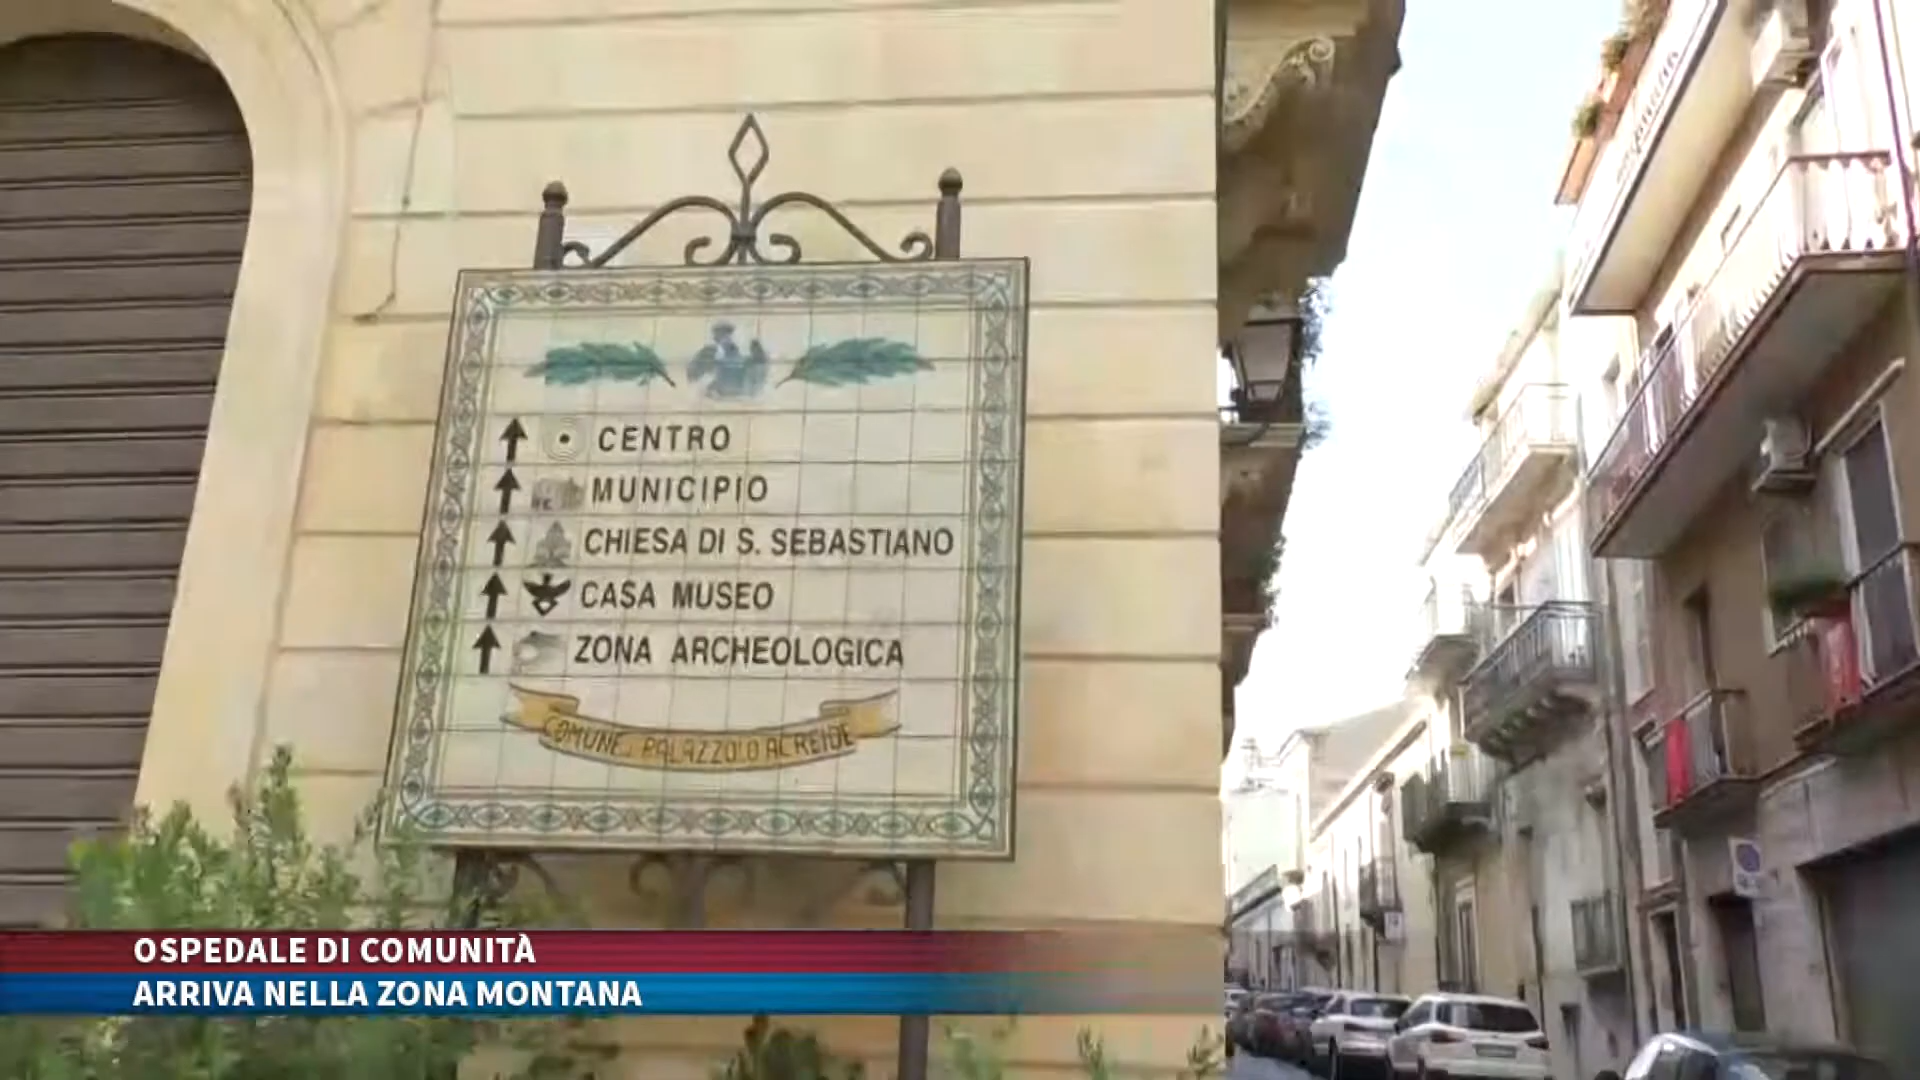 CENTRO
MUNICIPIO
CHIESA DI S. SEBASTIANO
CASA MUSEO
ZONA ARCHEOLOGICA
COMUNE PALAZZOLO ACREIDE
OSPEDALE DI COMUNITÀ
ARRIVA NELLA ZONA MONTANA